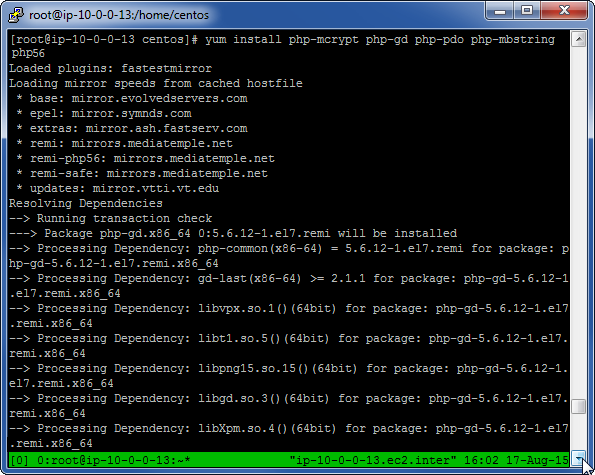 root@ip-10-0-0-13:/home/centos
[root@ip-10-0-0-13 centos]# yum install php-mcrypt php-gd php-pdo php-mbstring
php56
Loaded plugins: fastestmirror
Loading mirror speeds from cached hostfile
 * base: mirror.evolvedservers.com
 * epel: mirror.symnds.com
 * extras: mirror.ash.fastserv.com
 * remi: mirrors.mediatemple.net
 * remi-php56: mirrors.mediatemple.net
 * remi-safe: mirrors.mediatemple.net
 * updates: mirror.vtti.vt.edu
Resolving Dependencies
--> Running transaction check
---> Package php-gd.x86_64 0:5.6.12-1.el7.remi will be installed
--> Processing Dependency: php-common(x86-64) = 5.6.12-1.el7.remi for package: p
hp-gd-5.6.12-1.el7.remi.x86_64
--> Processing Dependency: gd-last(x86-64) >= 2.1.1 for package: php-gd-5.6.12-1
.el7.remi.x86_64
--> Processing Dependency: libvpx.so.1()(64bit) for package: php-gd-5.6.12-1.el7
.remi.x86_64
--> Processing Dependency: libt1.so.5()(64bit) for package: php-gd-5.6.12-1.el7.
remi.x86_64
--> Processing Dependency: libpng15.so.15()(64bit) for package: php-gd-5.6.12-1.
el7.remi.x86_64
--> Processing Dependency: libgd.so.3()(64bit) for package: php-gd-5.6.12-1.el7.
remi.x86_64
--> Processing Dependency: libXpm.so.4()(64bit) for package: php-gd-5.6.12-1.el7
.remi.x86_64
[0] 0:root@ip-10-0-0-13:~* "ip-10-0-0-13.ec2.inter" 16:02 17-Aug-15